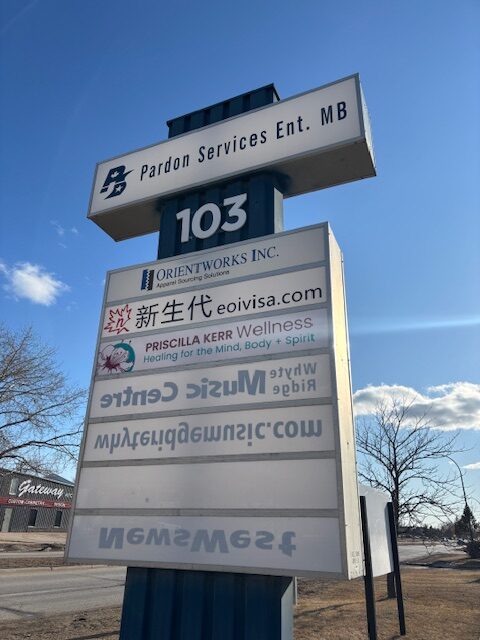 Pardon Services Ent. MB
103
ORIENTWORKS INC.
Apparel Sourcing Solutions
新生代 eoivisa.com
PRISCILLA KERR Wellness
Healing for the Mind, Body + Spirit
Whyte
Ridge
Music Centre
whyteridgemusic.com
NewsWest
Gateway